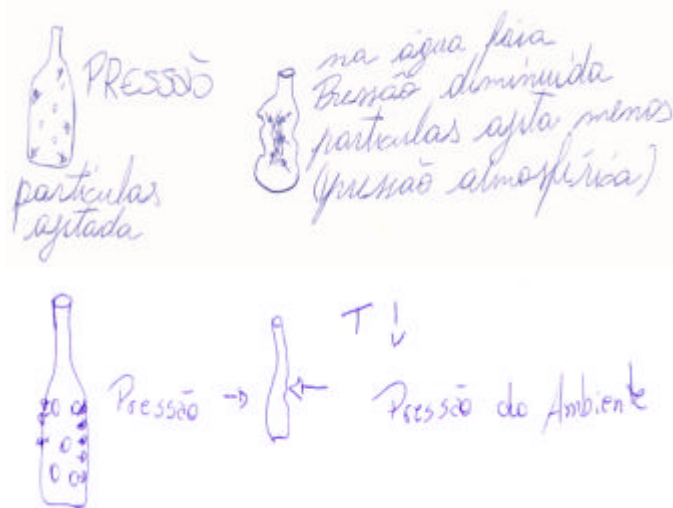 PRESSÃO
partículas
agitada
na água fria
Pressão diminuída
partículas agita menos
(pressão atmosférica)
Pressão
T ↓
Pressão do Ambiente